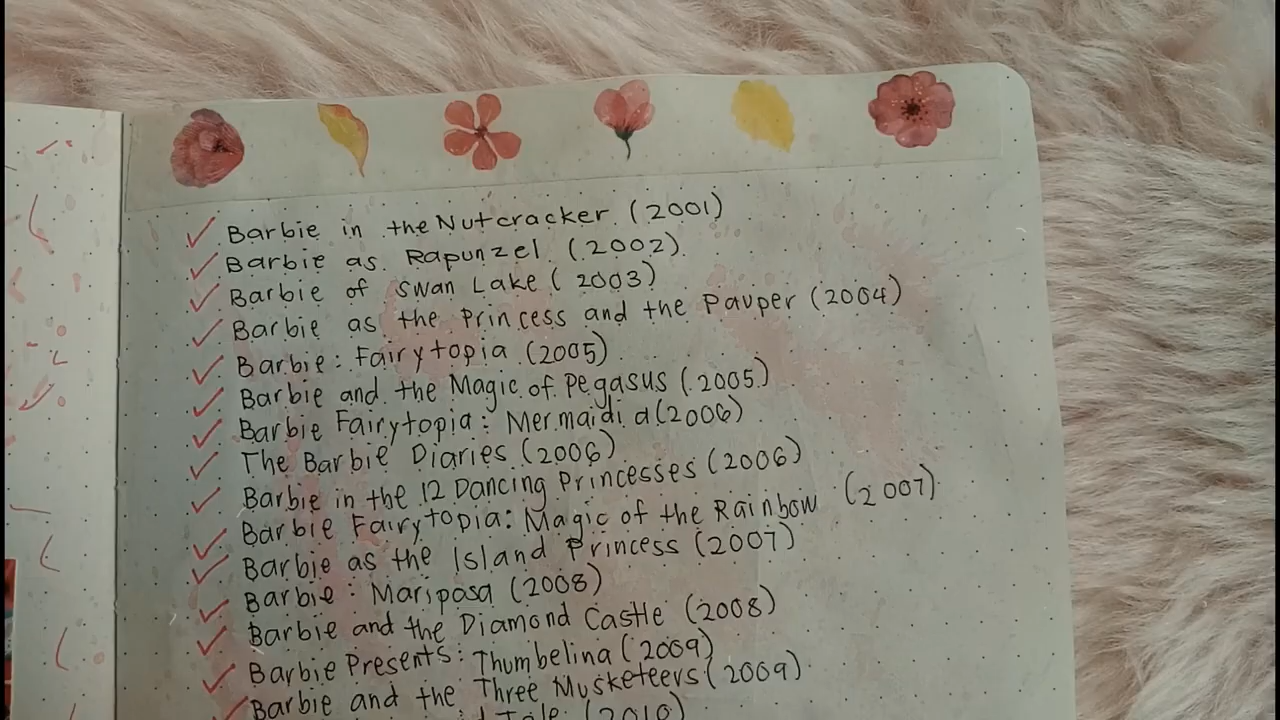 Barbie in the Nutcracker (2001)
Barbie as Rapunzel (2002)
Barbie of Swan Lake (2003)
Barbie as the Princess and the Pauper (2004)
Barbie: Fairytopia (2005)
Barbie and the Magic of Pegasus (2005)
Barbie Fairytopia: Mermaidia (2006)
The Barbie Diaries (2006)
Barbie in the 12 Dancing Princesses (2006)
Barbie Fairytopia: Magic of the Rainbow (2007)
Barbie as the Island Princess (2007)
Barbie: Mariposa (2008)
Barbie and the Diamond Castle (2008)
Barbie Presents: Thumbelina (2009)
Barbie and the Three Musketeers (2009)
Tale (2010)